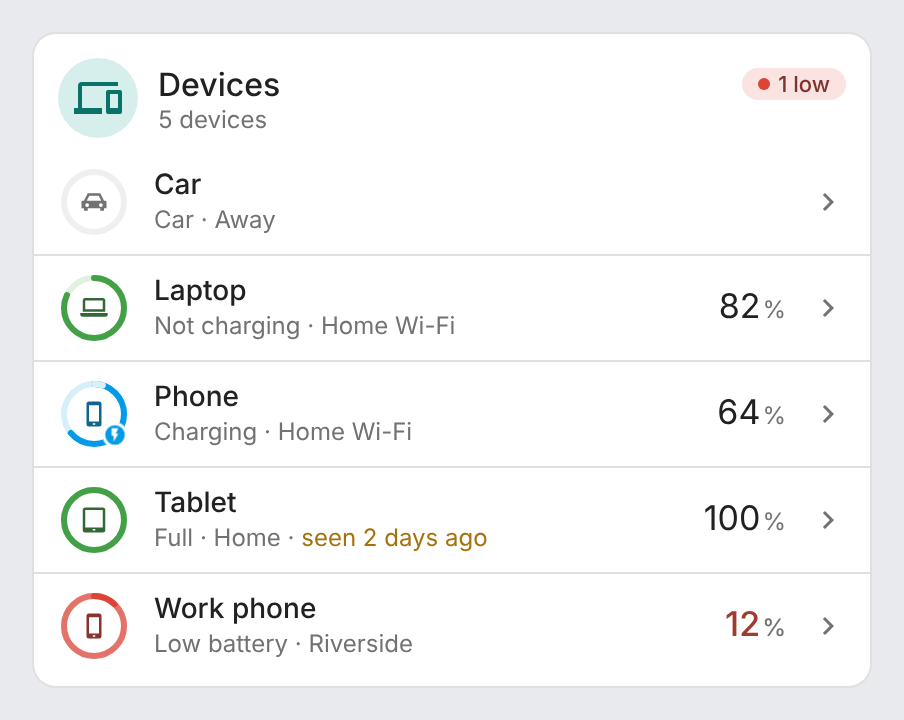 Devices
5 devices
1 low
Car
Car · Away
Laptop
Not charging · Home Wi-Fi
82%
Phone
Charging · Home Wi-Fi
64%
Tablet
Full · Home · seen 2 days ago
100%
Work phone
Low battery · Riverside
12%